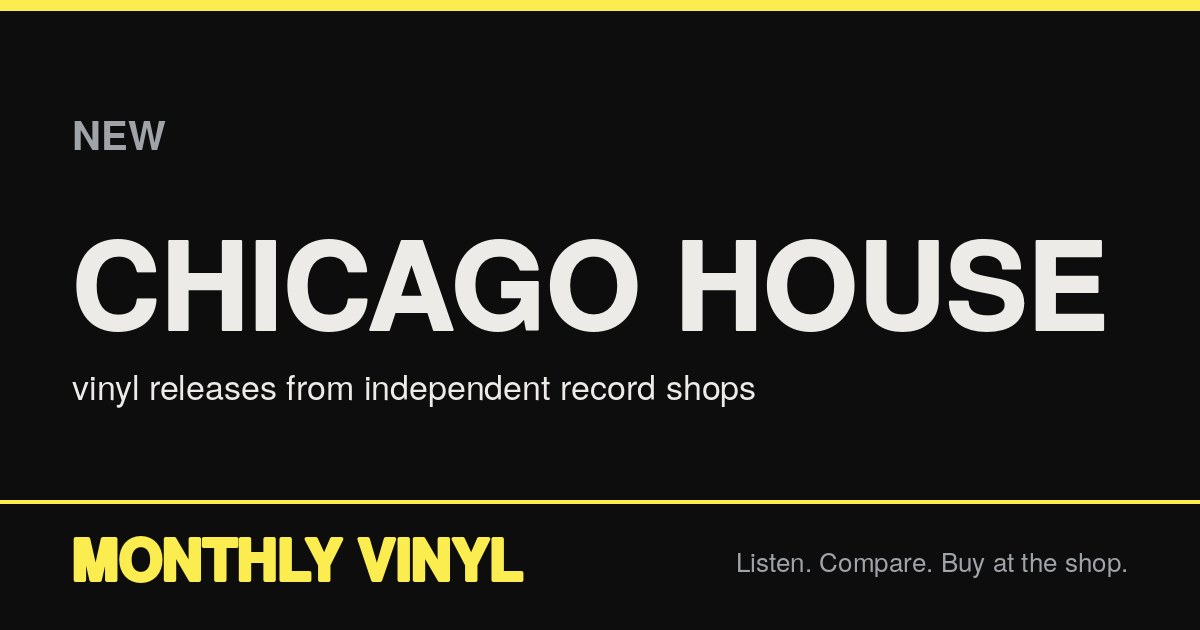 NEW
CHICAGO HOUSE
vinyl releases from independent record shops
MONTHLY VINYL
Listen. Compare. Buy at the shop.